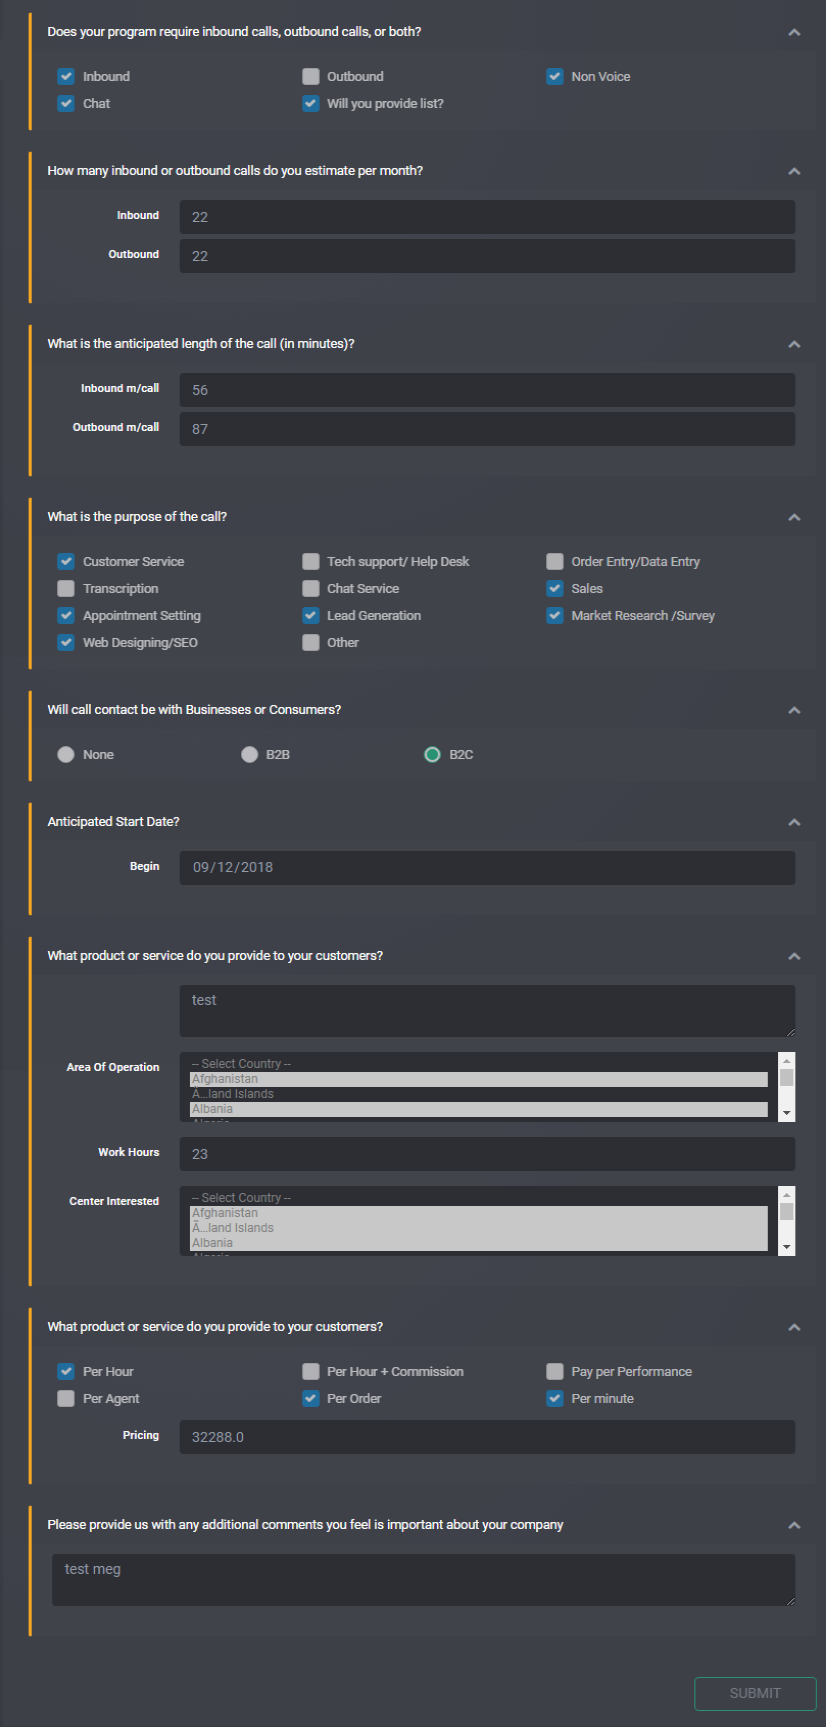 Does your program require inbound calls, outbound calls, or both?
Inbound Outbound Non Voice
Chat Will you provide list?
How many inbound or outbound calls do you estimate per month?
Inbound 22
Outbound 22
What is the anticipated length of the call (in minutes)?
Inbound m/call 56
Outbound m/call 87
What is the purpose of the call?
Customer Service Tech support/ Help Desk Order Entry/Data Entry
Transcription Chat Service Sales
Appointment Setting Lead Generation Market Research /Survey
Web Designing/SEO Other
Will call contact be with Businesses or Consumers?
None B2B B2C
Anticipated Start Date?
Begin 09/12/2018
What product or service do you provide to your customers?
test
Area Of Operation -- Select Country --
Afghanistan
Ã...land Islands
Albania
Work Hours 23
Center Interested -- Select Country --
Afghanistan
Ã...land Islands
Albania
What product or service do you provide to your customers?
Per Hour Per Hour + Commission Pay per Performance
Per Agent Per Order Per minute
Pricing 32288.0
Please provide us with any additional comments you feel is important about your company
test meg
SUBMIT